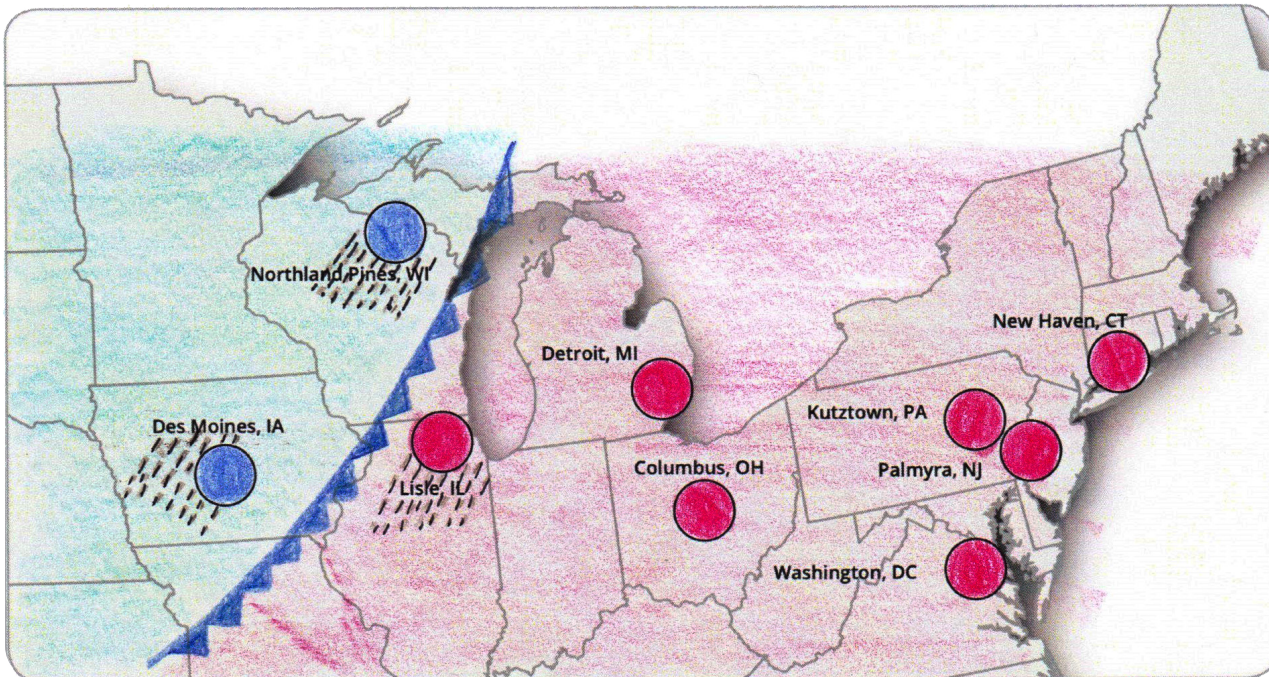 Northland Pines, WI
New Haven, CT
Detroit, MI
Des Moines, IA
Kutztown, PA
Columbus, OH
Palmyra, NJ
Lisle, IL
Washington, DC